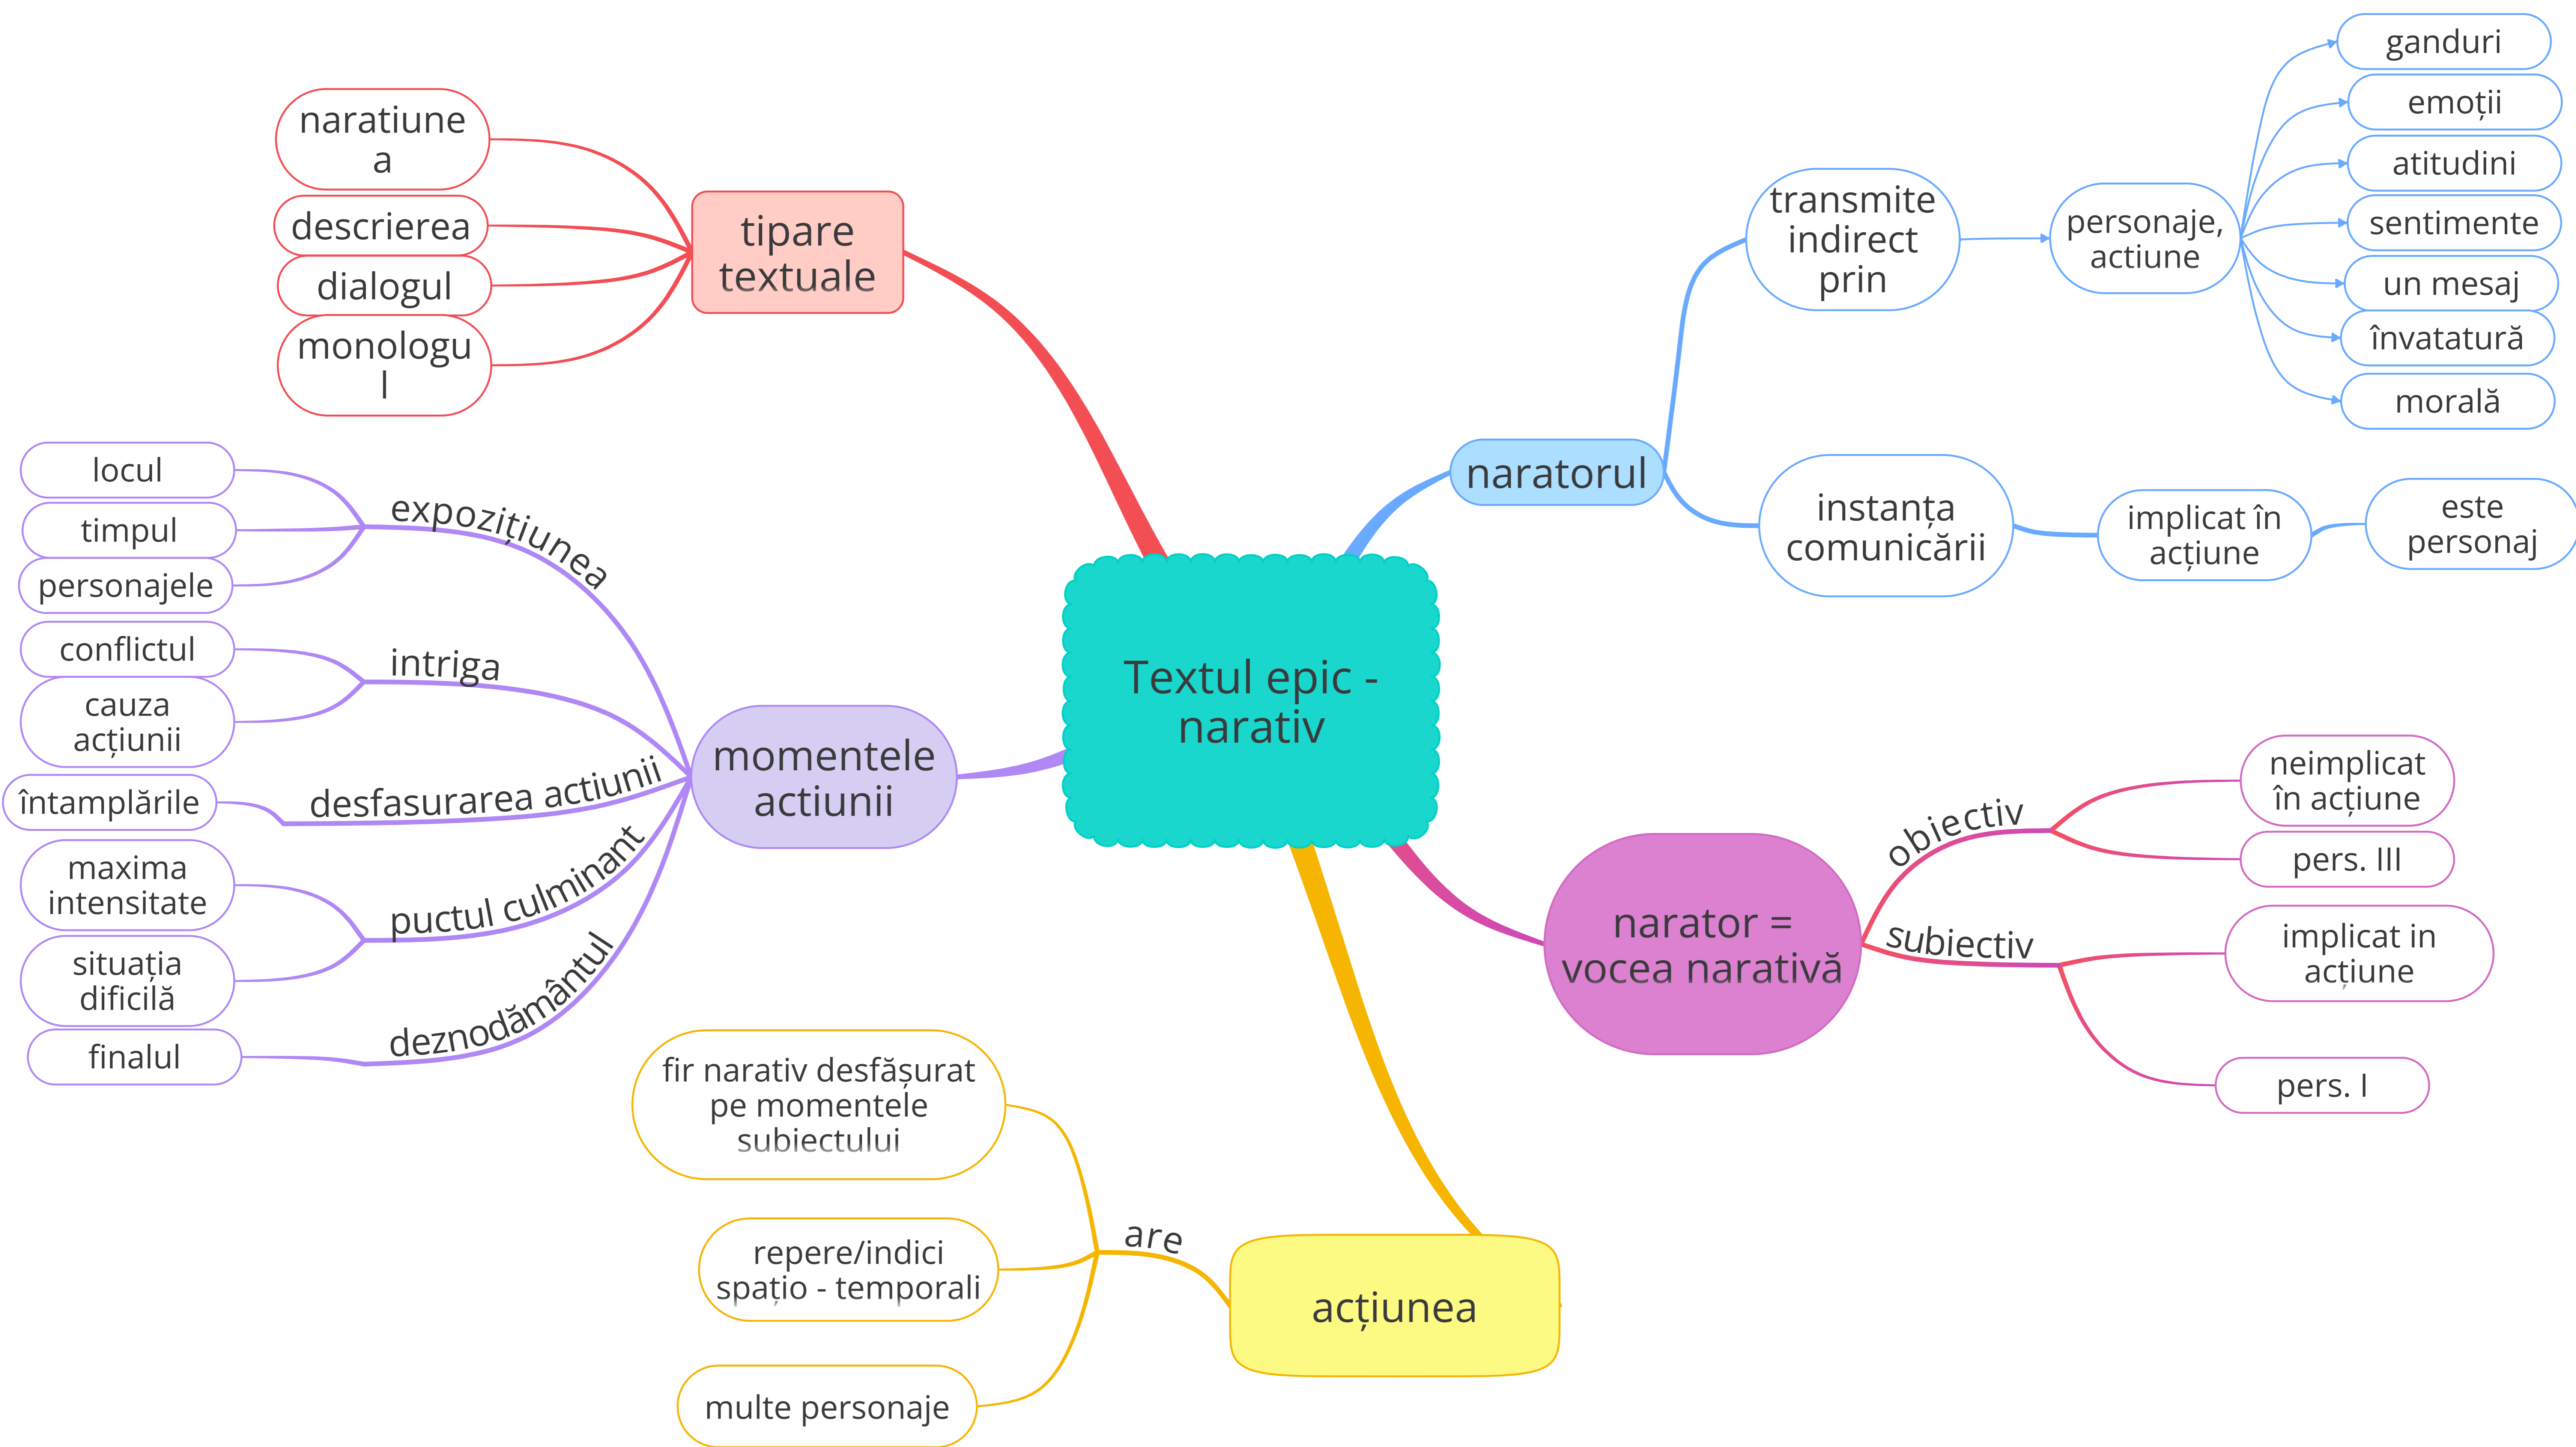 Textul epic -
narativ
tipare
textuale
naratiune
a
descrierea
dialogul
monologu
l
naratorul
transmite
indirect
prin
personaje,
actiune
ganduri
emoții
atitudini
sentimente
un mesaj
învatatură
morală
instanța
comunicării
implicat în
acțiune
este
personaj
momentele
actiunii
expozițiunea
locul
timpul
personajele
intriga
conflictul
cauza
acțiunii
desfasurarea actiunii
întamplările
puctul culminant
maxima
intensitate
situația
dificilă
deznodământul
finalul
narator =
vocea narativă
obiectiv
neimplicat
în acțiune
pers. III
subiectiv
implicat in
acțiune
pers. I
acțiunea
are
fir narativ desfășurat
pe momentele
subiectului
repere/indici
spațio - temporali
multe personaje